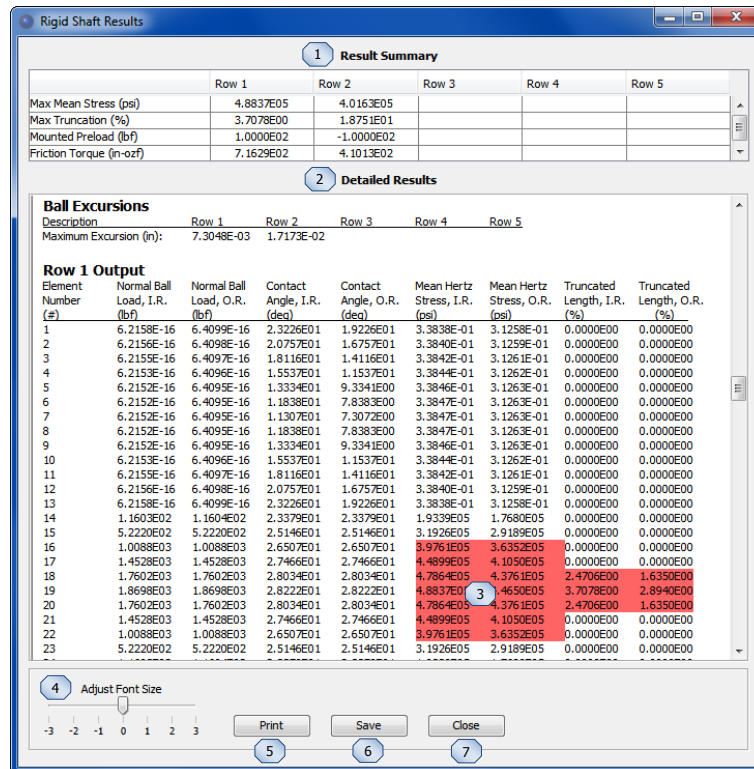 Rigid Shaft Results
1 Result Summary
Row 1 Row 2 Row 3 Row 4 Row 5
Max Mean Stress (psi) 4.8837E05 4.0163E05
Max Truncation (%) 3.7078E00 1.8751E01
Mounted Preload (lbf) 1.0000E02 -1.0000E02
Friction Torque (in-ozf) 7.1629E02 4.1013E02
2 Detailed Results
Ball Excursions
Description Row 1 Row 2 Row 3 Row 4 Row 5
Maximum Excursion (in): 7.3048E-03 1.7173E-02
Row 1 Output
Element Normal Ball Normal Ball Contact Contact Mean Hertz Mean Hertz Truncated Truncated
Number Load, I.R. Load, O.R. Angle, I.R. Angle, O.R. Stress, I.R. Stress, O.R. Length, I.R. Length, O.R.
(#) (lbf) (lbf) (deg) (deg) (psi) (psi) (%) (%)
1 6.2158E-16 6.4099E-16 2.3226E01 1.9226E01 3.3838E-01 3.1258E-01 0.0000E00 0.0000E00
2 6.2156E-16 6.4098E-16 2.0757E01 1.6757E01 3.3840E-01 3.1259E-01 0.0000E00 0.0000E00
3 6.2155E-16 6.4097E-16 1.8116E01 1.4116E01 3.3842E-01 3.1261E-01 0.0000E00 0.0000E00
4 6.2153E-16 6.4096E-16 1.5537E01 1.1537E01 3.3844E-01 3.1262E-01 0.0000E00 0.0000E00
5 6.2152E-16 6.4095E-16 1.3334E01 9.3341E00 3.3846E-01 3.1263E-01 0.0000E00 0.0000E00
6 6.2152E-16 6.4095E-16 1.1838E01 7.8383E00 3.3847E-01 3.1263E-01 0.0000E00 0.0000E00
7 6.2152E-16 6.4095E-16 1.1307E01 7.3072E00 3.3847E-01 3.1263E-01 0.0000E00 0.0000E00
8 6.2152E-16 6.4095E-16 1.1838E01 7.8383E00 3.3847E-01 3.1263E-01 0.0000E00 0.0000E00
9 6.2152E-16 6.4095E-16 1.3334E01 9.3341E00 3.3846E-01 3.1263E-01 0.0000E00 0.0000E00
10 6.2153E-16 6.4096E-16 1.5537E01 1.1537E01 3.3844E-01 3.1262E-01 0.0000E00 0.0000E00
11 6.2155E-16 6.4097E-16 1.8116E01 1.4116E01 3.3842E-01 3.1261E-01 0.0000E00 0.0000E00
12 6.2156E-16 6.4098E-16 2.0757E01 1.6757E01 3.3840E-01 3.1259E-01 0.0000E00 0.0000E00
13 6.2158E-16 6.4099E-16 2.3226E01 1.9226E01 3.3838E-01 3.1258E-01 0.0000E00 0.0000E00
14 1.1603E02 1.1604E02 2.3379E01 2.3379E01 1.9339E05 1.7680E05 0.0000E00 0.0000E00
15 5.2220E02 5.2220E02 2.5146E01 2.5146E01 3.1926E05 2.9189E05 0.0000E00 0.0000E00
16 1.0088E03 1.0088E03 2.6507E01 2.6507E01 3.9761E05 3.6352E05 0.0000E00 0.0000E00
17 1.4528E03 1.4528E03 2.7466E01 2.7466E01 4.4899E05 4.1050E05 0.0000E00 0.0000E00
18 1.7602E03 1.7602E03 2.8034E01 2.8034E01 4.7864E05 4.3761E05 2.4706E00 1.6350E00
19 1.8698E03 1.8698E03 2.8222E01 2.8222E01 4.8837E 3 .4650E05 3.7078E00 2.8940E00
20 1.7602E03 1.7602E03 2.8034E01 2.8034E01 4.7864E05 4.3761E05 2.4706E00 1.6350E00
21 1.4528E03 1.4528E03 2.7466E01 2.7466E01 4.4899E05 4.1050E05 0.0000E00 0.0000E00
22 1.0088E03 1.0088E03 2.6507E01 2.6507E01 3.9761E05 3.6352E05 0.0000E00 0.0000E00
23 5.2220E02 5.2220E02 2.5146E01 2.5146E01 3.1926E05 2.9189E05 0.0000E00 0.0000E00
4 Adjust Font Size
-3 -2 -1 0 1 2 3
Print Save Close
5 6 7